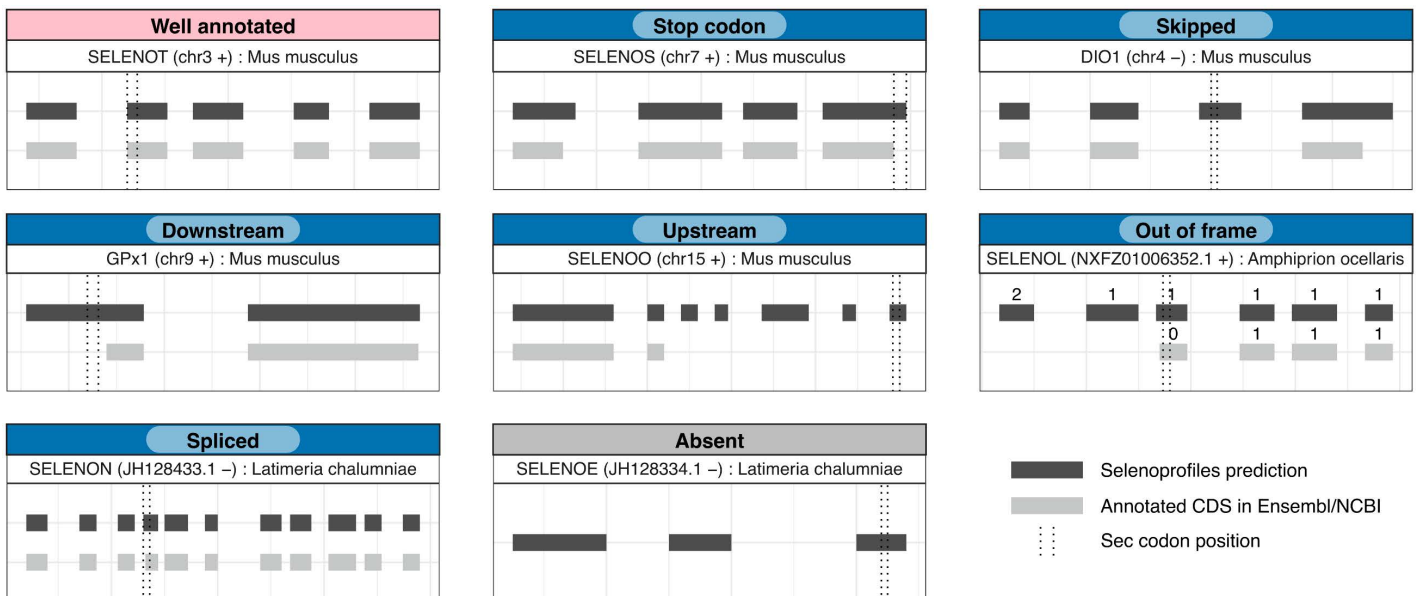 Well annotated
SELENOT (chr3 +) : Mus musculus
Stop codon
SELENOS (chr7 +) : Mus musculus
Skipped
DIO1 (chr4 −) : Mus musculus
Downstream
GPx1 (chr9 +) : Mus musculus
Upstream
SELENOO (chr15 +) : Mus musculus
Out of frame
SELENOL (NXFZ01006352.1 +) : Amphiprion ocellaris
2 1 1 1 1 1
0 1 1 1
Spliced
SELENON (JH128433.1 −) : Latimeria chalumniae
Absent
SELENOE (JH128334.1 −) : Latimeria chalumniae
Selenoprofiles prediction
Annotated CDS in Ensembl/NCBI
Sec codon position